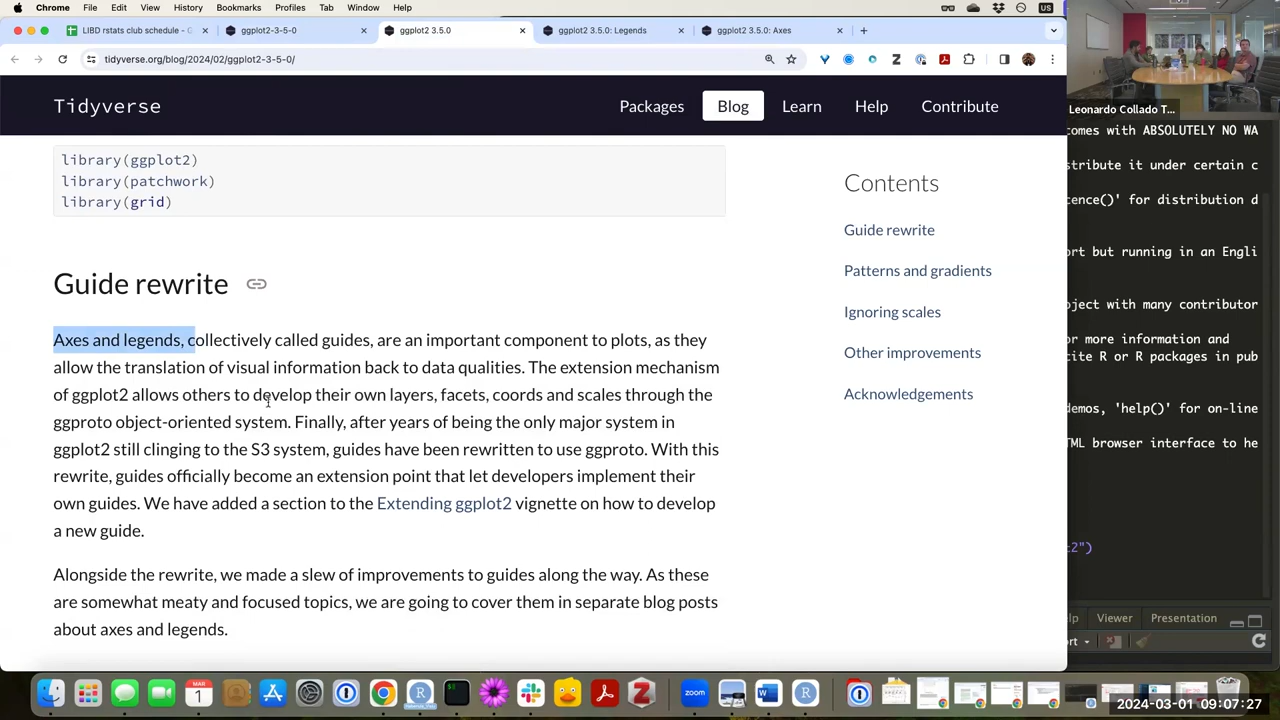 Chrome File Edit View History Bookmarks Profiles Tab Window Help US
LIBD rstats club schedule - G
ggplot2-3-5-0
ggplot2 3.5.0
ggplot2 3.5.0: Legends
ggplot2 3.5.0: Axes
tidyverse.org/blog/2024/02/ggplot2-3-5-0/
Tidyverse
Packages Blog Learn Help Contribute
library(ggplot2)
library(patchwork)
library(grid)
Guide rewrite
Axes and legends, collectively called guides, are an important component to plots, as they
allow the translation of visual information back to data qualities. The extension mechanism
of ggplot2 allows others to develop their own layers, facets, coords and scales through the
ggproto object-oriented system. Finally, after years of being the only major system in
ggplot2 still clinging to the S3 system, guides have been rewritten to use ggproto. With this
rewrite, guides officially become an extension point that let developers implement their
own guides. We have added a section to the Extending ggplot2 vignette on how to develop
a new guide.
Alongside the rewrite, we made a slew of improvements to guides along the way. As these
are somewhat meaty and focused topics, we are going to cover them in separate blog posts
about axes and legends.
Contents
Guide rewrite
Patterns and gradients
Ignoring scales
Other improvements
Acknowledgements
Leonardo Collado T...
comes with ABSOLUTELY NO WA
stribute it under certain c
cence()' for distribution d
ort but running in an Engli
oject with many contributor
or more information and
cite R or R packages in pub
demos, 'help()' for on-line
TML browser interface to he
t2")
lp Viewer Presentation
rt
MAR
1
zoom
2024-03-01 09:07:27